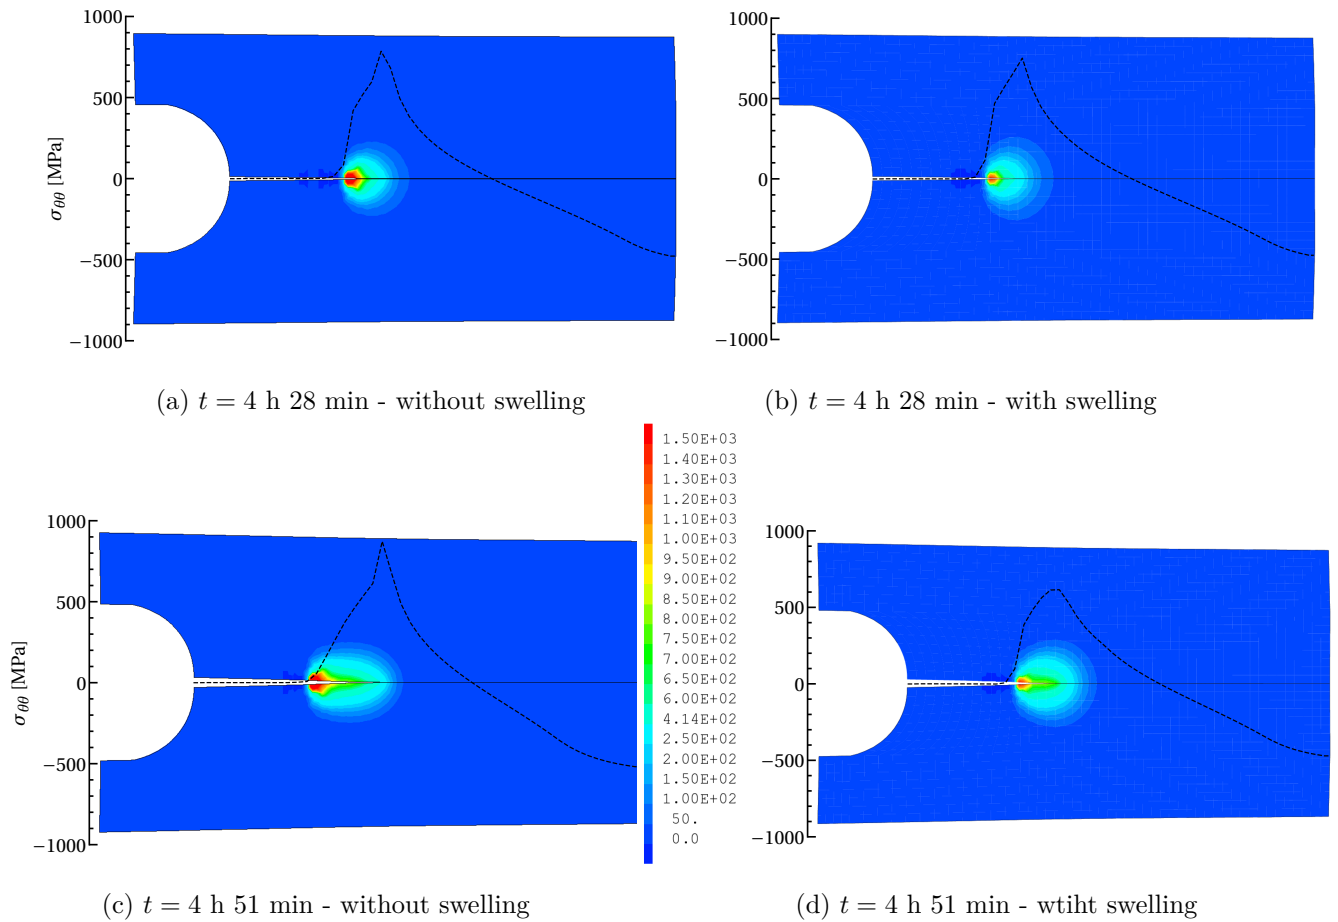 1000
500
0
−500
−1000
σθθ [MPa]
1000
500
0
−500
−1000
(a) t = 4 h 28 min - without swelling
(b) t = 4 h 28 min - with swelling
1000
500
0
−500
−1000
σθθ [MPa]
1.50E+03
1.40E+03
1.30E+03
1.20E+03
1.10E+03
1.00E+03
9.50E+02
9.00E+02
8.50E+02
8.00E+02
7.50E+02
7.00E+02
6.50E+02
6.00E+02
4.14E+02
2.50E+02
2.00E+02
1.50E+02
1.00E+02
50.
0.0
1000
500
0
−500
−1000
(c) t = 4 h 51 min - without swelling
(d) t = 4 h 51 min - wtiht swelling